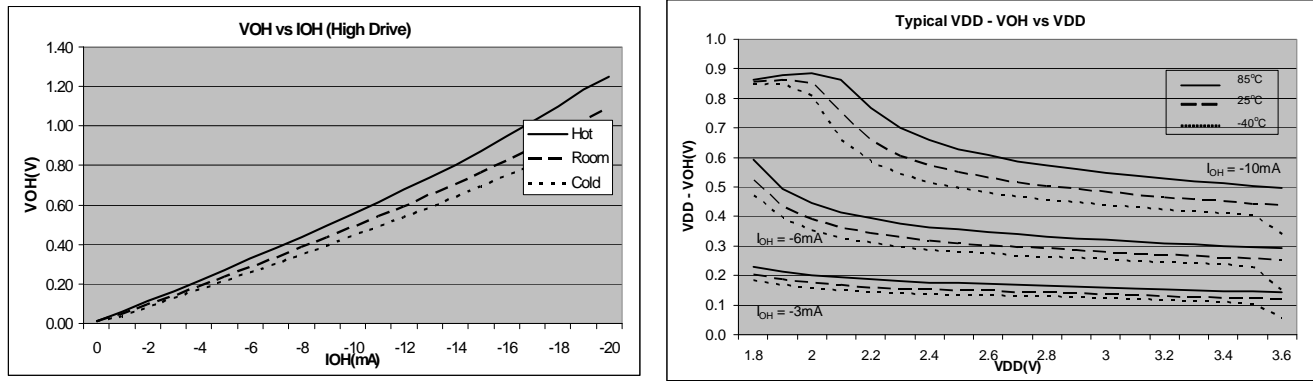 VOH vs IOH (High Drive)
VOH(V)
1.40
1.20
1.00
0.80
0.60
0.40
0.20
0.00
Hot
Room
Cold
0 -2 -4 -6 -8 -10 -12 -14 -16 -18 -20
IOH(mA)
Typical VDD - VOH vs VDD
VDD - VOH(V)
1.0
0.9
0.8
0.7
0.6
0.5
0.4
0.3
0.2
0.1
0.0
85°C
25°C
-40°C
IOH = -10mA
IOH = -6mA
IOH = -3mA
1.8 2 2.2 2.4 2.6 2.8 3 3.2 3.4 3.6
VDD(V)